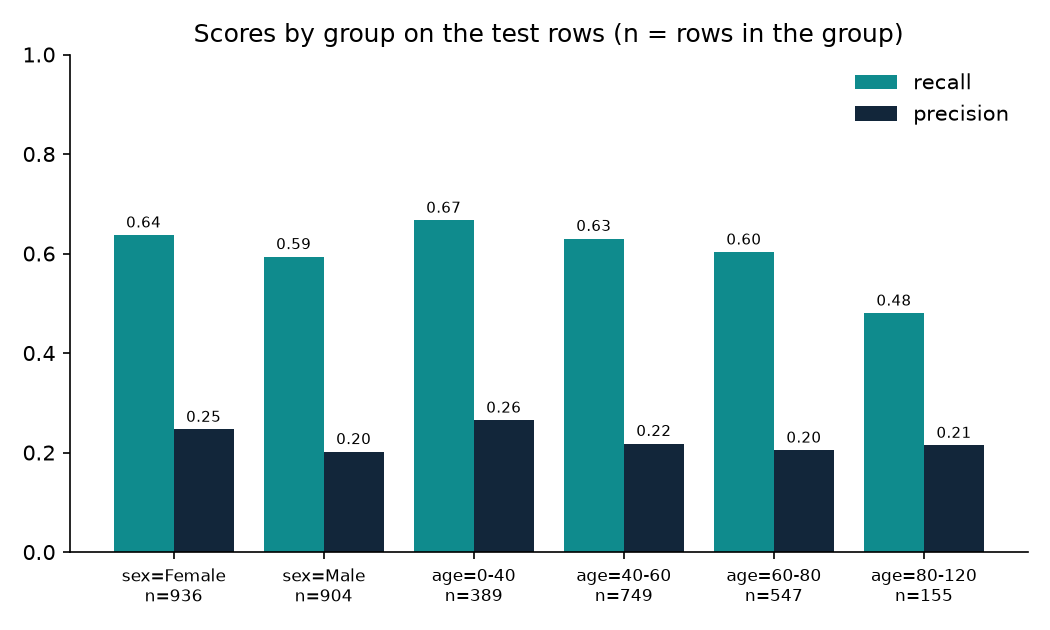 Scores by group on the test rows (n = rows in the group)
1.0
0.8
0.6
0.4
0.2
0.0
recall
precision
0.64
0.25
0.59
0.20
0.67
0.26
0.63
0.22
0.60
0.20
0.48
0.21
sex=Female
n=936
sex=Male
n=904
age=0-40
n=389
age=40-60
n=749
age=60-80
n=547
age=80-120
n=155